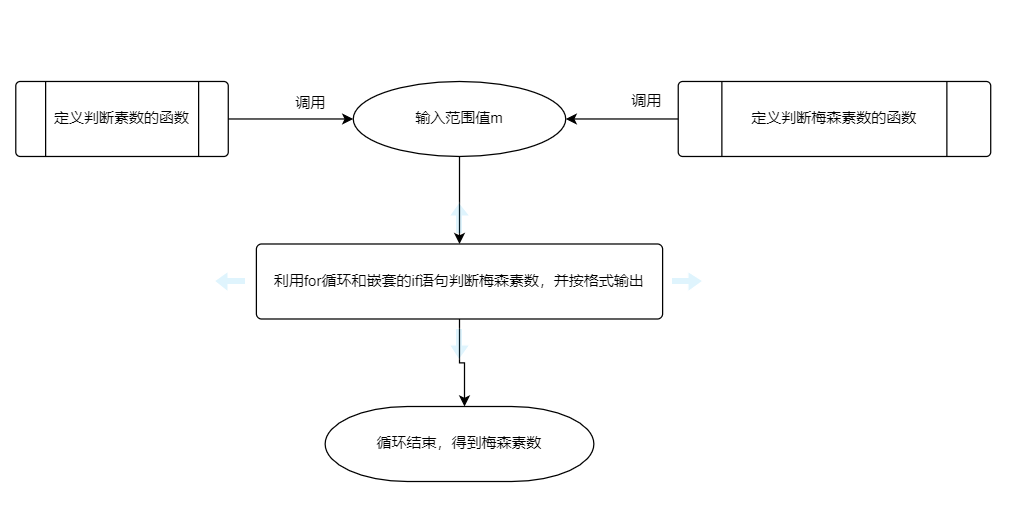 调用
调用
定义判断素数的函数
输入范围值m
定义判断梅森素数的函数
利用for循环和嵌套的if语句判断梅森素数，并按格式输出
循环结束，得到梅森素数